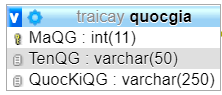 traicay quocgia
MaQG : int(11)
TenQG : varchar(50)
QuocKiQG : varchar(250)